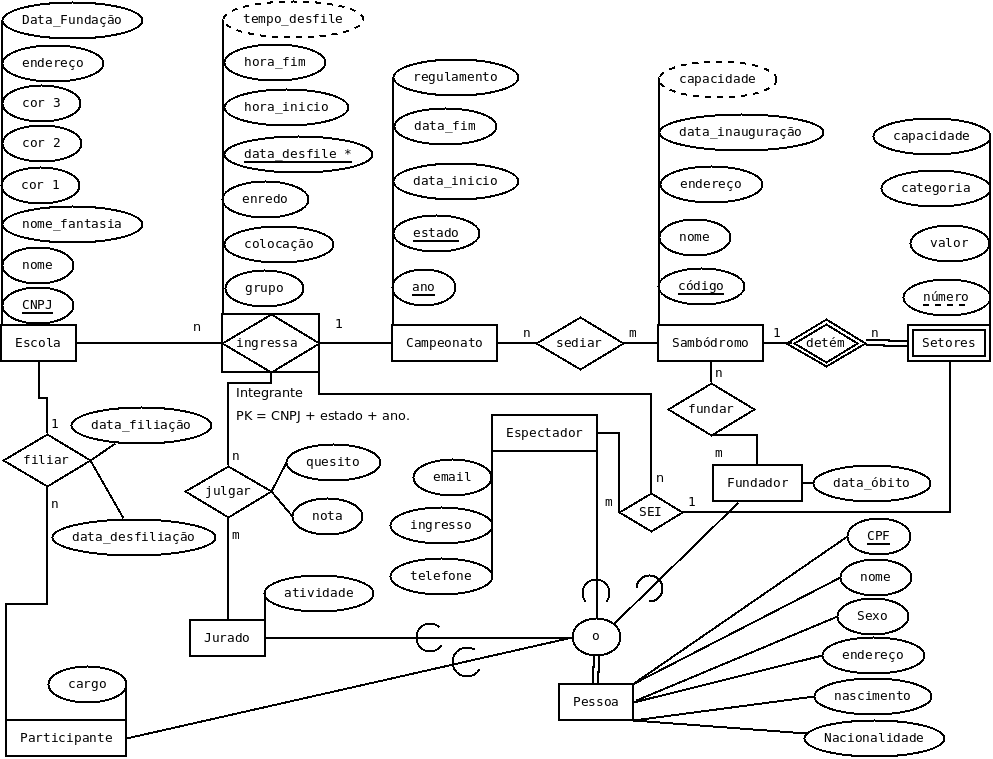 Data_Fundação
endereço
cor 3
cor 2
cor 1
nome_fantasia
nome
CNPJ
Escola
tempo_desfile
hora_fim
hora_inicio
data_desfile *
enredo
colocação
grupo
n
ingressa
1
regulamento
data_fim
data_inicio
estado
ano
Campeonato
n
sediar
m
capacidade
data_inauguração
endereço
nome
código
Sambódromo
1
detém
n
capacidade
categoria
valor
número
Setores
Integrante
PK = CNPJ + estado + ano.
n
fundar
m
Fundador
data_óbito
1
filiar
n
data_filiação
data_desfiliação
n
julgar
m
quesito
nota
Espectador
email
ingresso
telefone
n
m
SEI
1
atividade
Jurado
o
cargo
Participante
Pessoa
CPF
nome
Sexo
endereço
nascimento
Nacionalidade